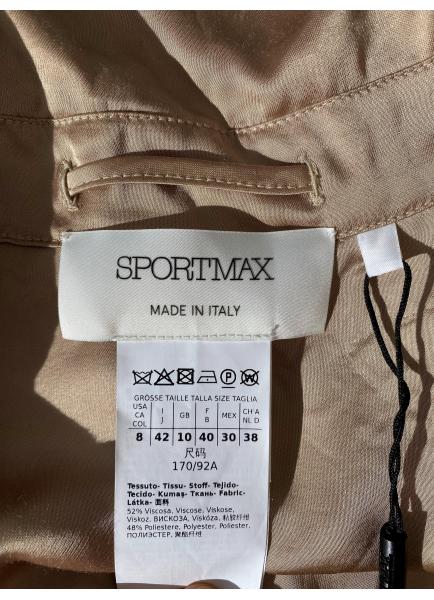 SPORTMAX
MADE IN ITALY
GRÖSSE TAILLE TALLA SIZE TAGLIA
USA CA COL I J GB F B MEX CH A NL D
8 42 10 40 30 38
尺码
170/92A
Tessuto- Tissu- Stoff- Tejido-
Tecido- Kumaş- Ткань- Fabric-
Látka- 面料
52% Viscosa, Viscose, Viskose,
Viskoz, ВИСКОЗА, Viskóza, 粘胶纤维
48% Poliestere, Polyester, Poliester,
ПОЛИЭСТЕР, 聚酯纤维